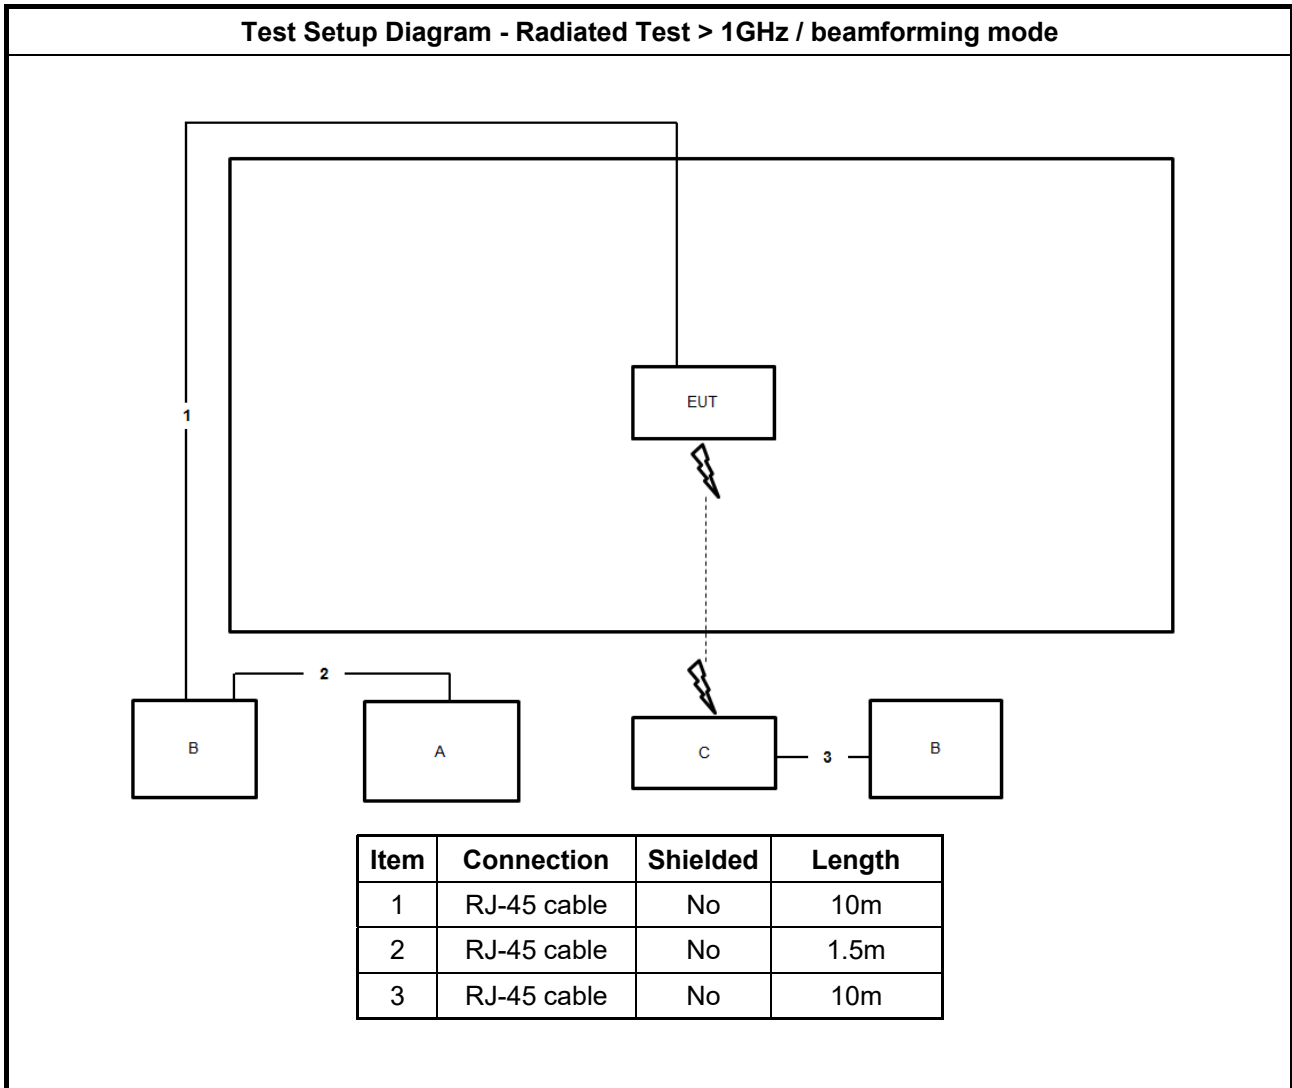 Test Setup Diagram - Radiated Test > 1GHz / beamforming mode
EUT
1
2
B
A
C
3
B
Item Connection Shielded Length
1 RJ-45 cable No 10m
2 RJ-45 cable No 1.5m
3 RJ-45 cable No 10m